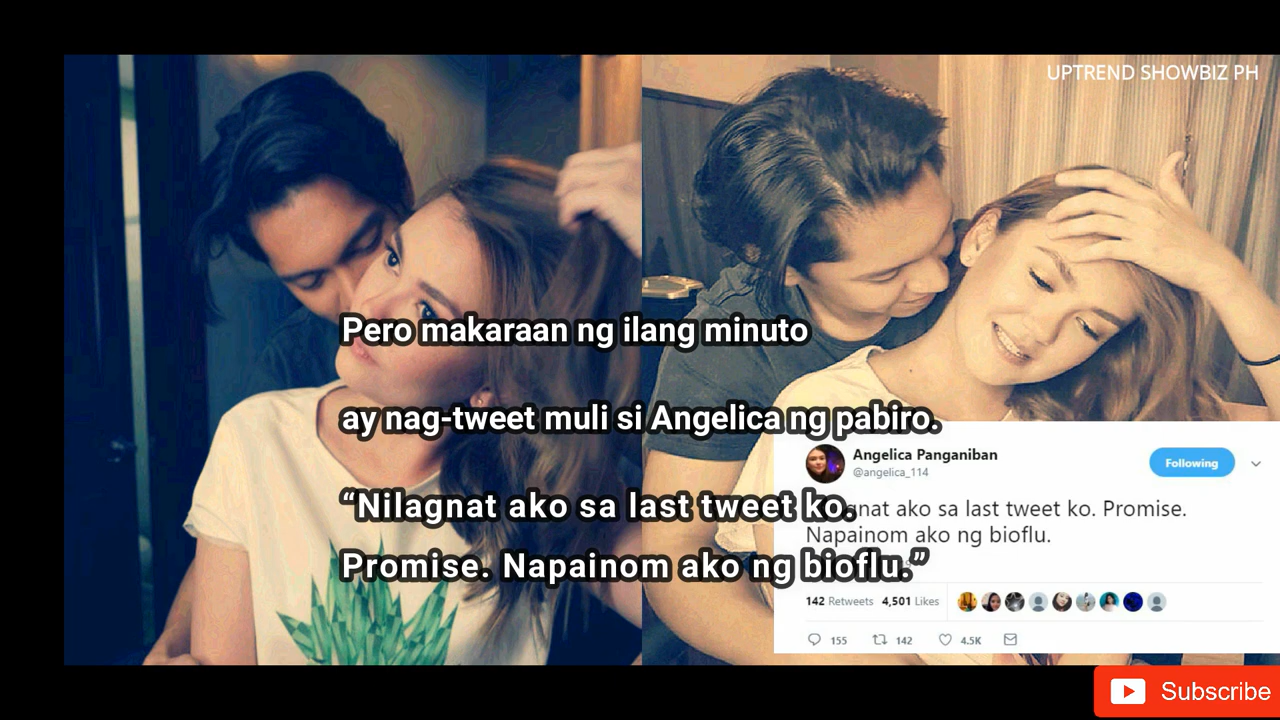 UPTREND SHOWBIZ PH
Pero makaraan ng ilang minuto
ay nag-tweet muli si Angelica ng pabiro.
“Nilagnat ako sa last tweet ko.
Promise. Napainom ako ng bioflu.”
Angelica Panganiban
@angelica_114
Following
ako sa last tweet ko. Promise.
Napainom ako ng bioflu.
142 Retweets 4,501 Likes
155 142 4.5K
Subscribe